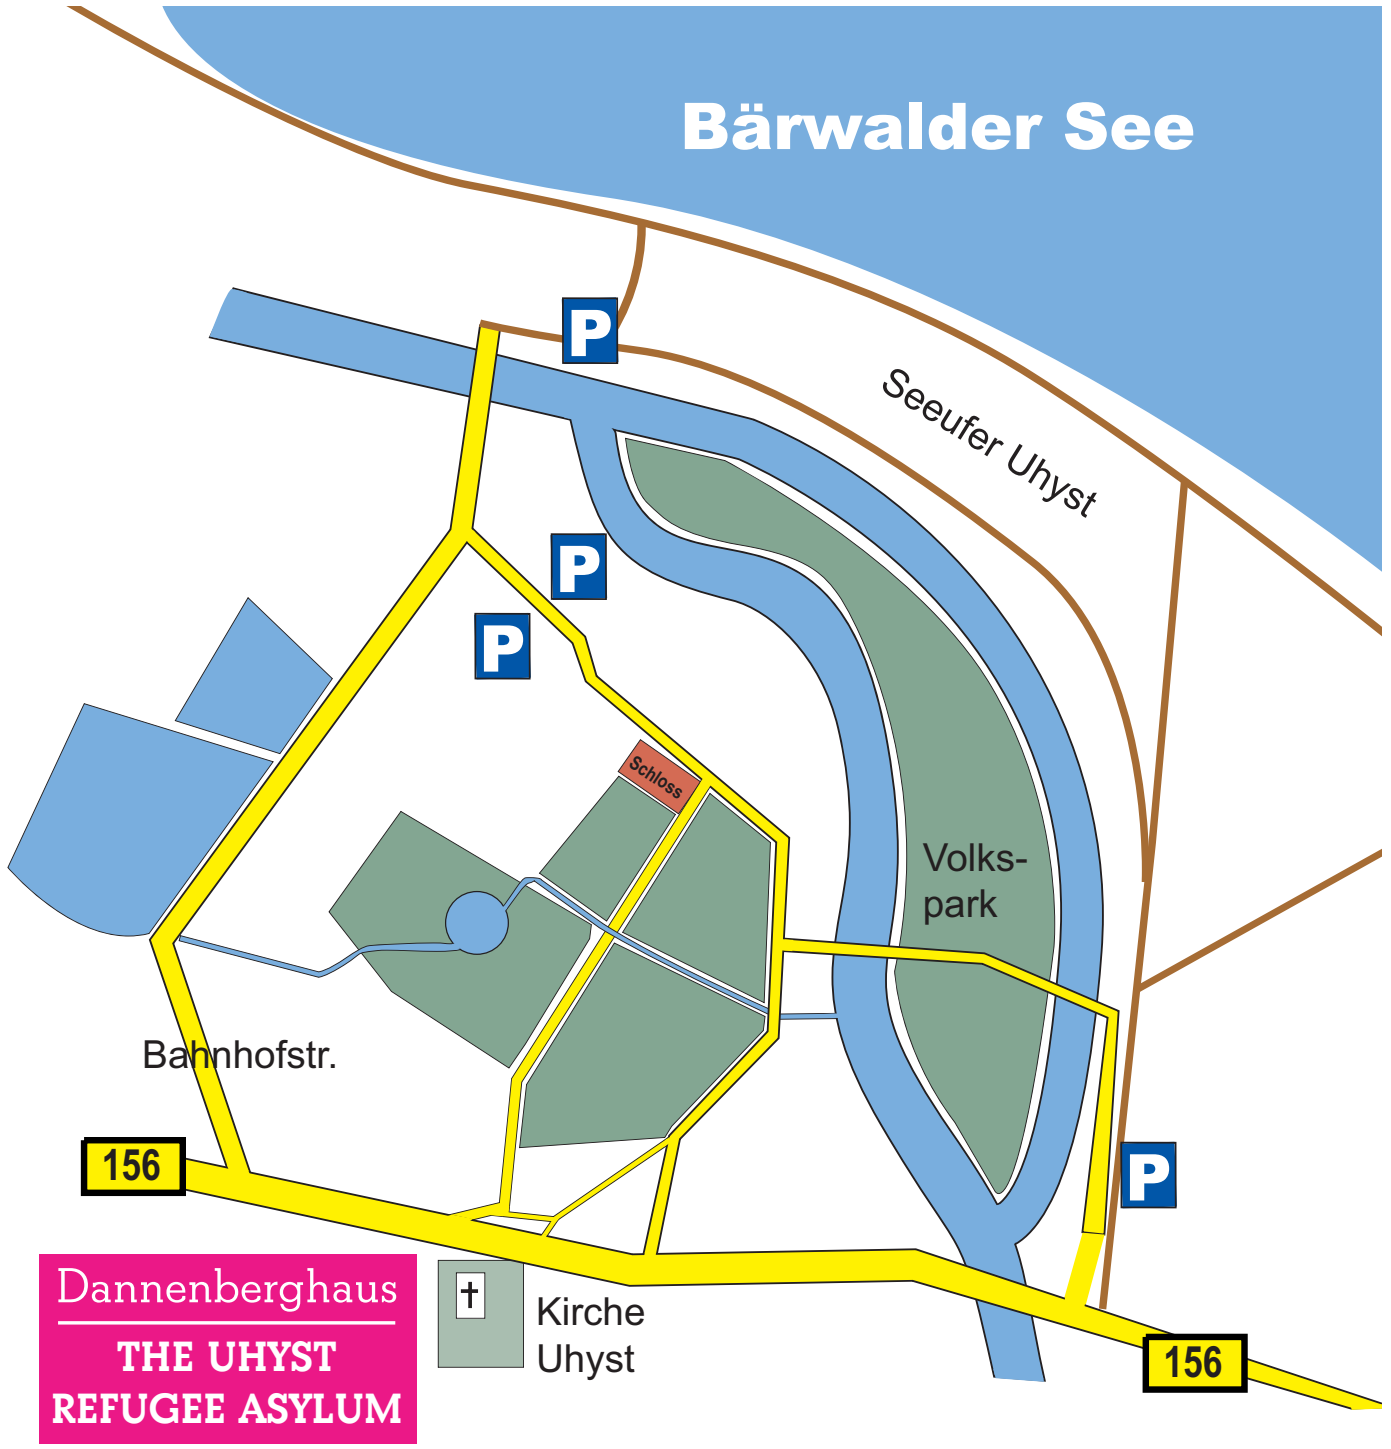 Bärwalder See
P
Seeufer Uhyst
P
P
Schloss
Volks-
park
Bahnhofstr.
156
P
Dannenberghaus
THE UHYST
REFUGEE ASYLUM
Kirche
Uhyst
156